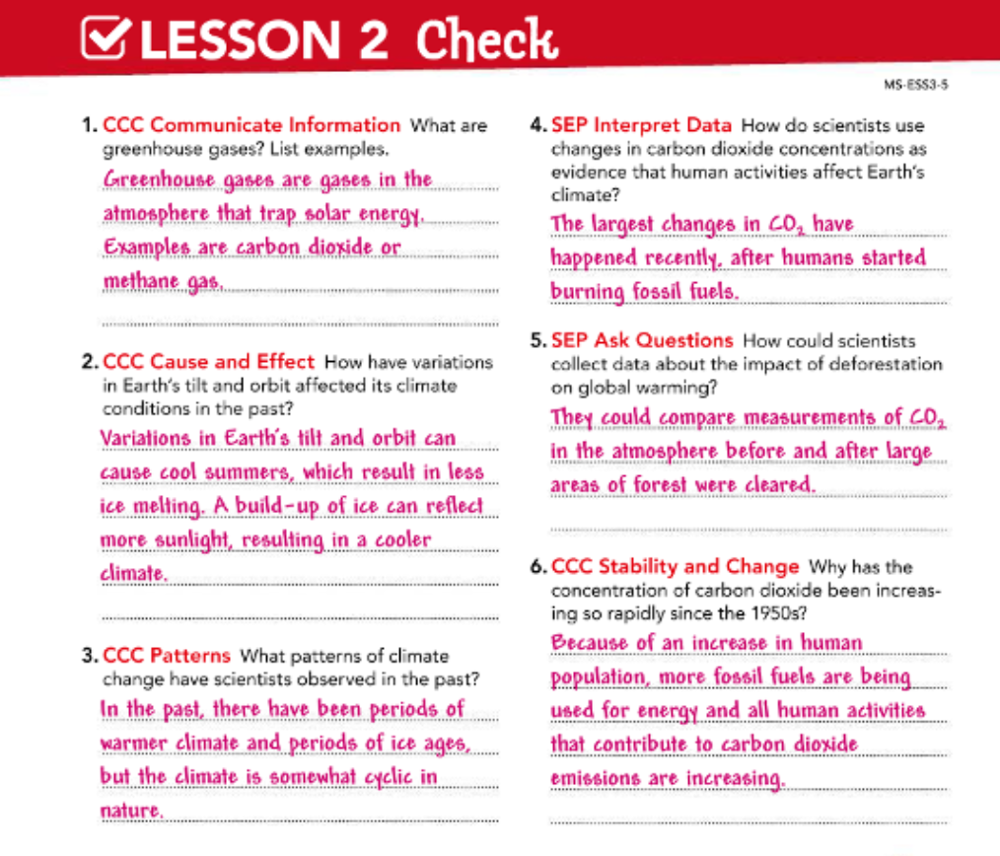 LESSON 2 Check
MS-ESS3-5
1. CCC Communicate Information What are
greenhouse gases? List examples.
Greenhouse gases are gases in the
atmosphere that trap solar energy.
Examples are carbon dioxide or
methane gas.
2. CCC Cause and Effect How have variations
in Earth's tilt and orbit affected its climate
conditions in the past?
Variations in Earth's tilt and orbit can
cause cool summers, which result in less
ice melting. A build-up of ice can reflect
more sunlight, resulting in a cooler
climate.
3. CCC Patterns What patterns of climate
change have scientists observed in the past?
In the past, there have been periods of
warmer climate and periods of ice ages,
but the climate is somewhat cyclic in
nature.
4. SEP Interpret Data How do scientists use
changes in carbon dioxide concentrations as
evidence that human activities affect Earth's
climate?
The largest changes in CO₂ have
happened recently, after humans started
burning fossil fuels.
5. SEP Ask Questions How could scientists
collect data about the impact of deforestation
on global warming?
They could compare measurements of CO₂
in the atmosphere before and after large
areas of forest were cleared.
6. CCC Stability and Change Why has the
concentration of carbon dioxide been increas-
ing so rapidly since the 1950s?
Because of an increase in human
population, more fossil fuels are being
used for energy and all human activities
that contribute to carbon dioxide
emissions are increasing.